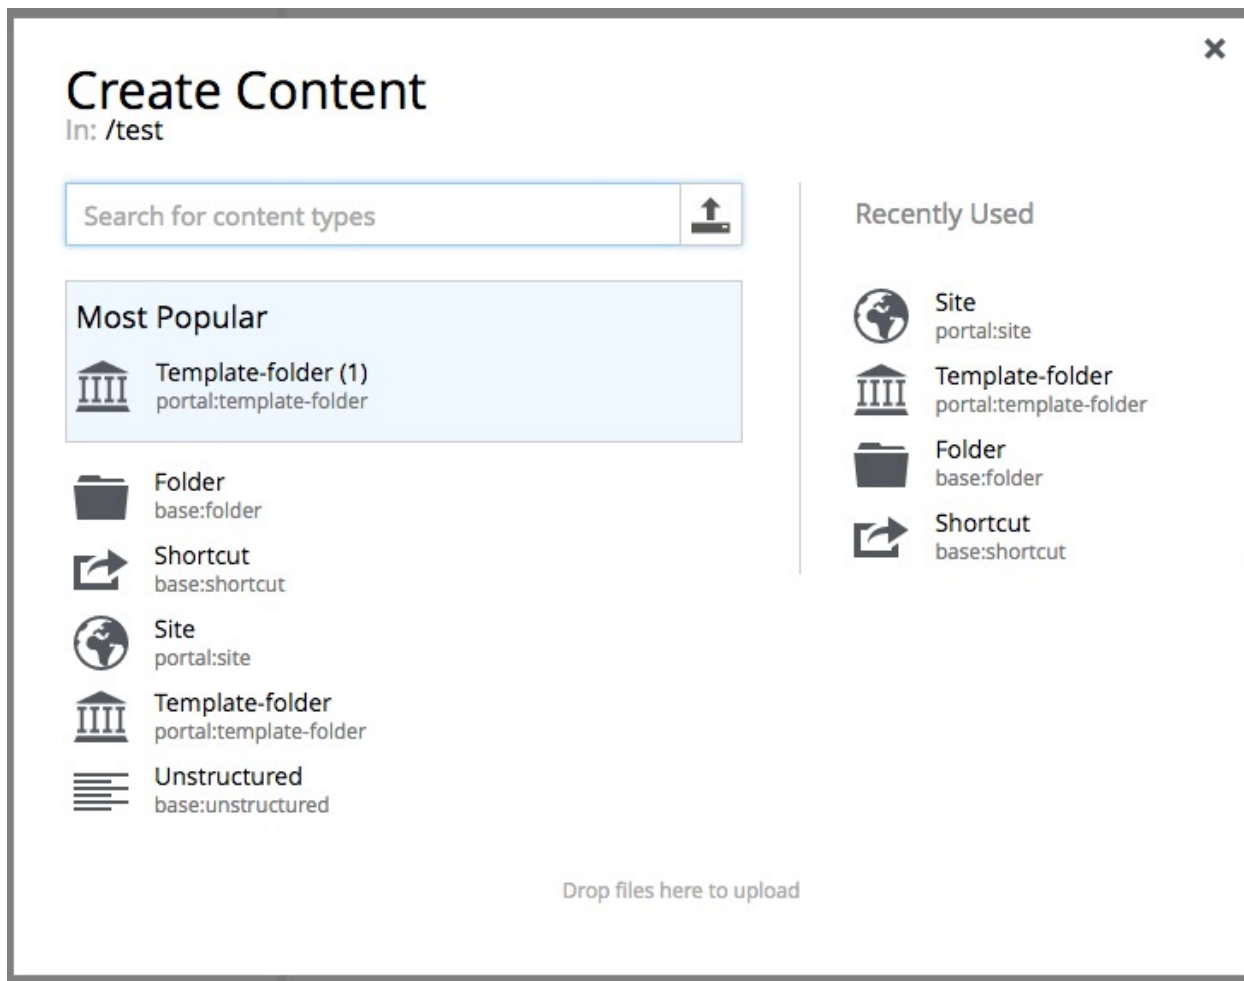 Create Content
In: /test
Search for content types
Most Popular
Template-folder (1)
portal:template-folder
Folder
base:folder
Shortcut
base:shortcut
Site
portal:site
Template-folder
portal:template-folder
Unstructured
base:unstructured
Recently Used
Site
portal:site
Template-folder
portal:template-folder
Folder
base:folder
Shortcut
base:shortcut
Drop files here to upload